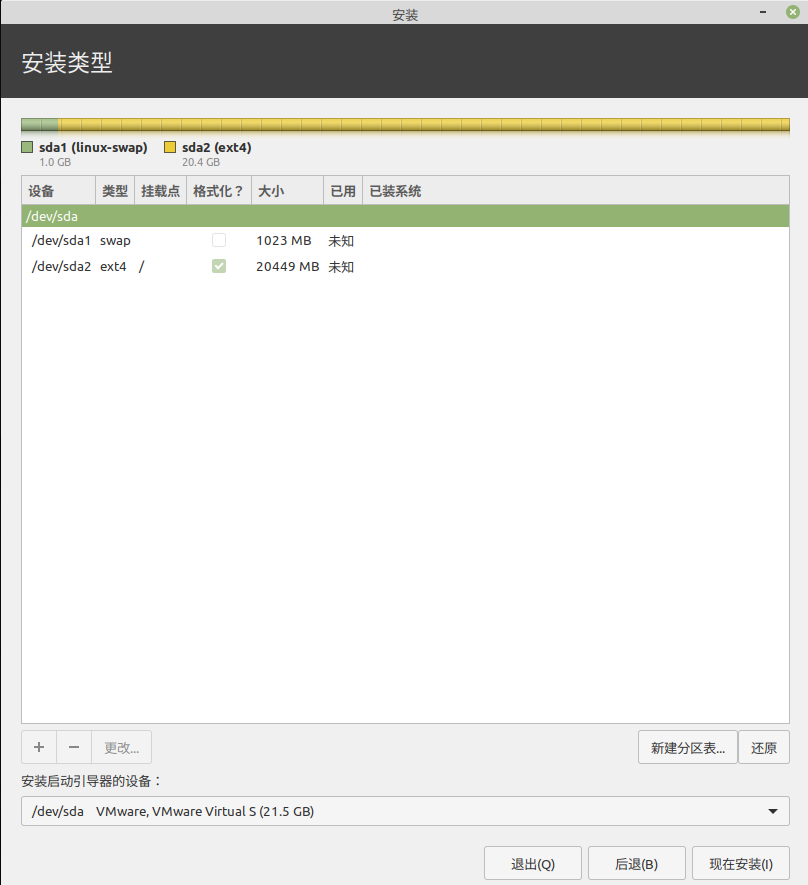 安装
安装类型
sda1 (linux-swap) sda2 (ext4)
1.0 GB 20.4 GB
设备 类型 挂载点 格式化？ 大小 已用 已装系统
/dev/sda
/dev/sda1 swap 1023 MB 未知
/dev/sda2 ext4 / 20449 MB 未知
+ − 更改... 新建分区表... 还原
安装启动引导器的设备：
/dev/sda VMware, VMware Virtual S (21.5 GB)
退出(Q) 后退(B) 现在安装(I)